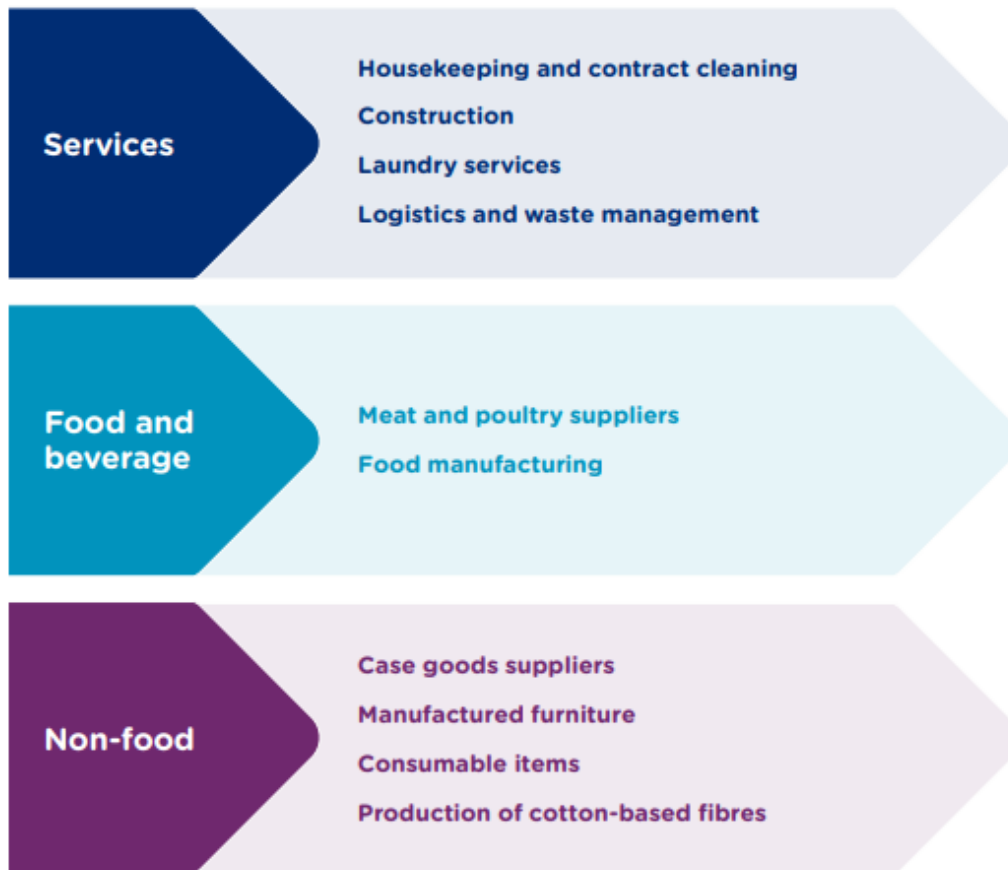 Services
Housekeeping and contract cleaning
Construction
Laundry services
Logistics and waste management
Food and
beverage
Meat and poultry suppliers
Food manufacturing
Non-food
Case goods suppliers
Manufactured furniture
Consumable items
Production of cotton-based fibres